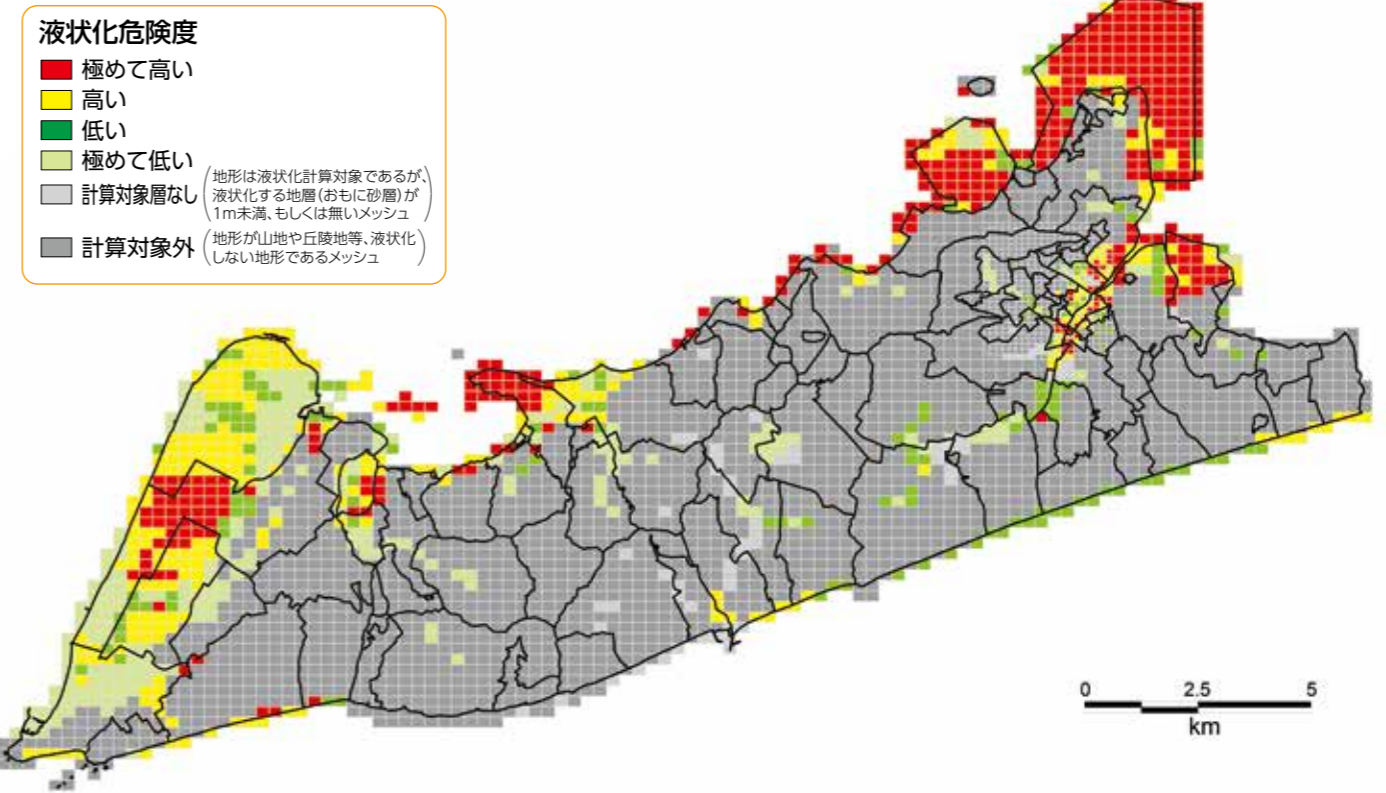 液状化危険度
極めて高い
高い
低い
極めて低い
計算対象層なし
(地形は液状化計算対象であるが、
液状化する地層(おもに砂層)が
1m未満、もしくは無いメッシュ)
計算対象外
(地形が山地や丘陵地等、液状化
しない地形であるメッシュ)
0 2.5 5
km